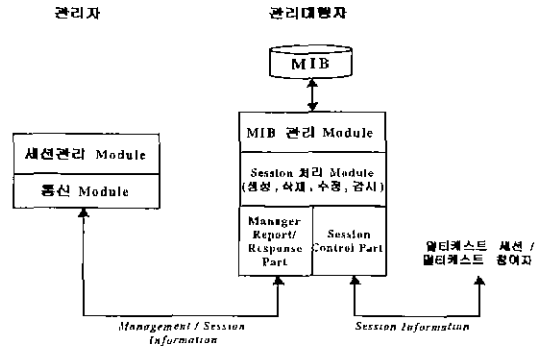 관리자
관리대행자
MIB
MIB 관리 Module
세션관리 Module
통신 Module
Session 처리 Module
(생성, 삭제, 수정, 감시)
Manager
Report/
Response
Part
Session
Control Part
멀티캐스트 세션 /
멀티캐스트 참여자
Management / Session
Information
Session Information